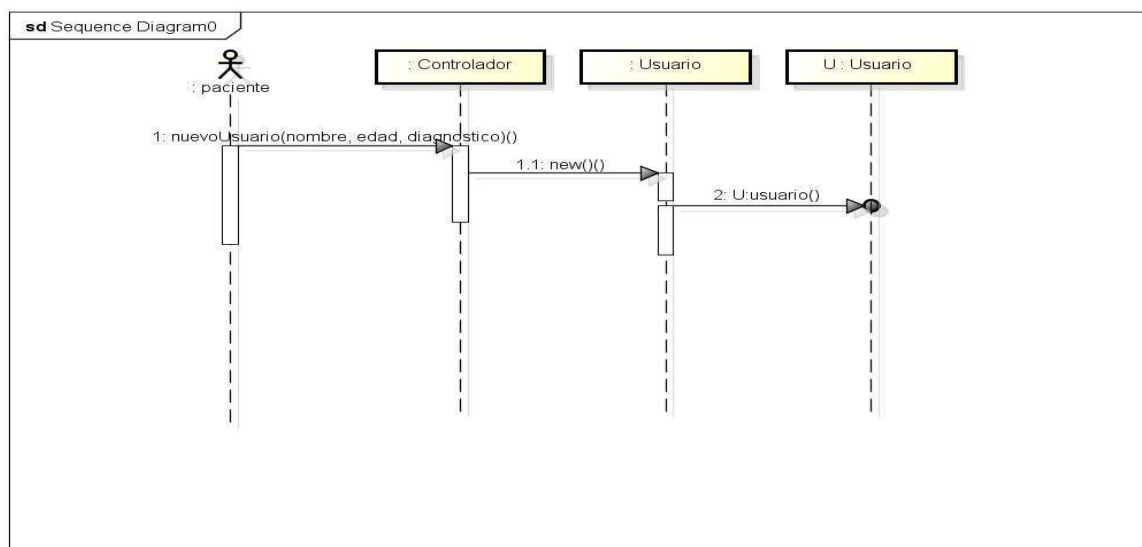 sd Sequence Diagram0
: paciente
: Controlador
: Usuario
U : Usuario
1: nuevoUsuario(nombre, edad, diagnostico)()
1.1: new()()
2: U:usuario()